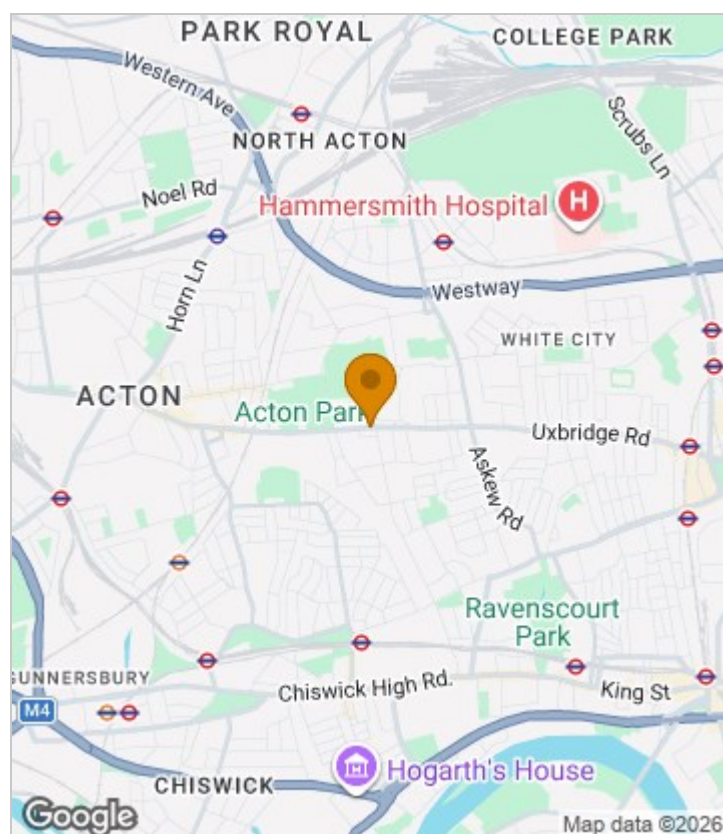 PARK ROYAL
COLLEGE PARK
Western Ave
NORTH ACTON
Scrubs Ln
Noel Rd
Hammersmith Hospital
H
Horn Ln
Westway
WHITE CITY
ACTON
Acton Park
Uxbridge Rd
Askew Rd
Ravenscourt
Park
GUNNERSBURY
Chiswick High Rd.
King St
M4
CHISWICK
Hogarth's House
Google
Map data ©2026